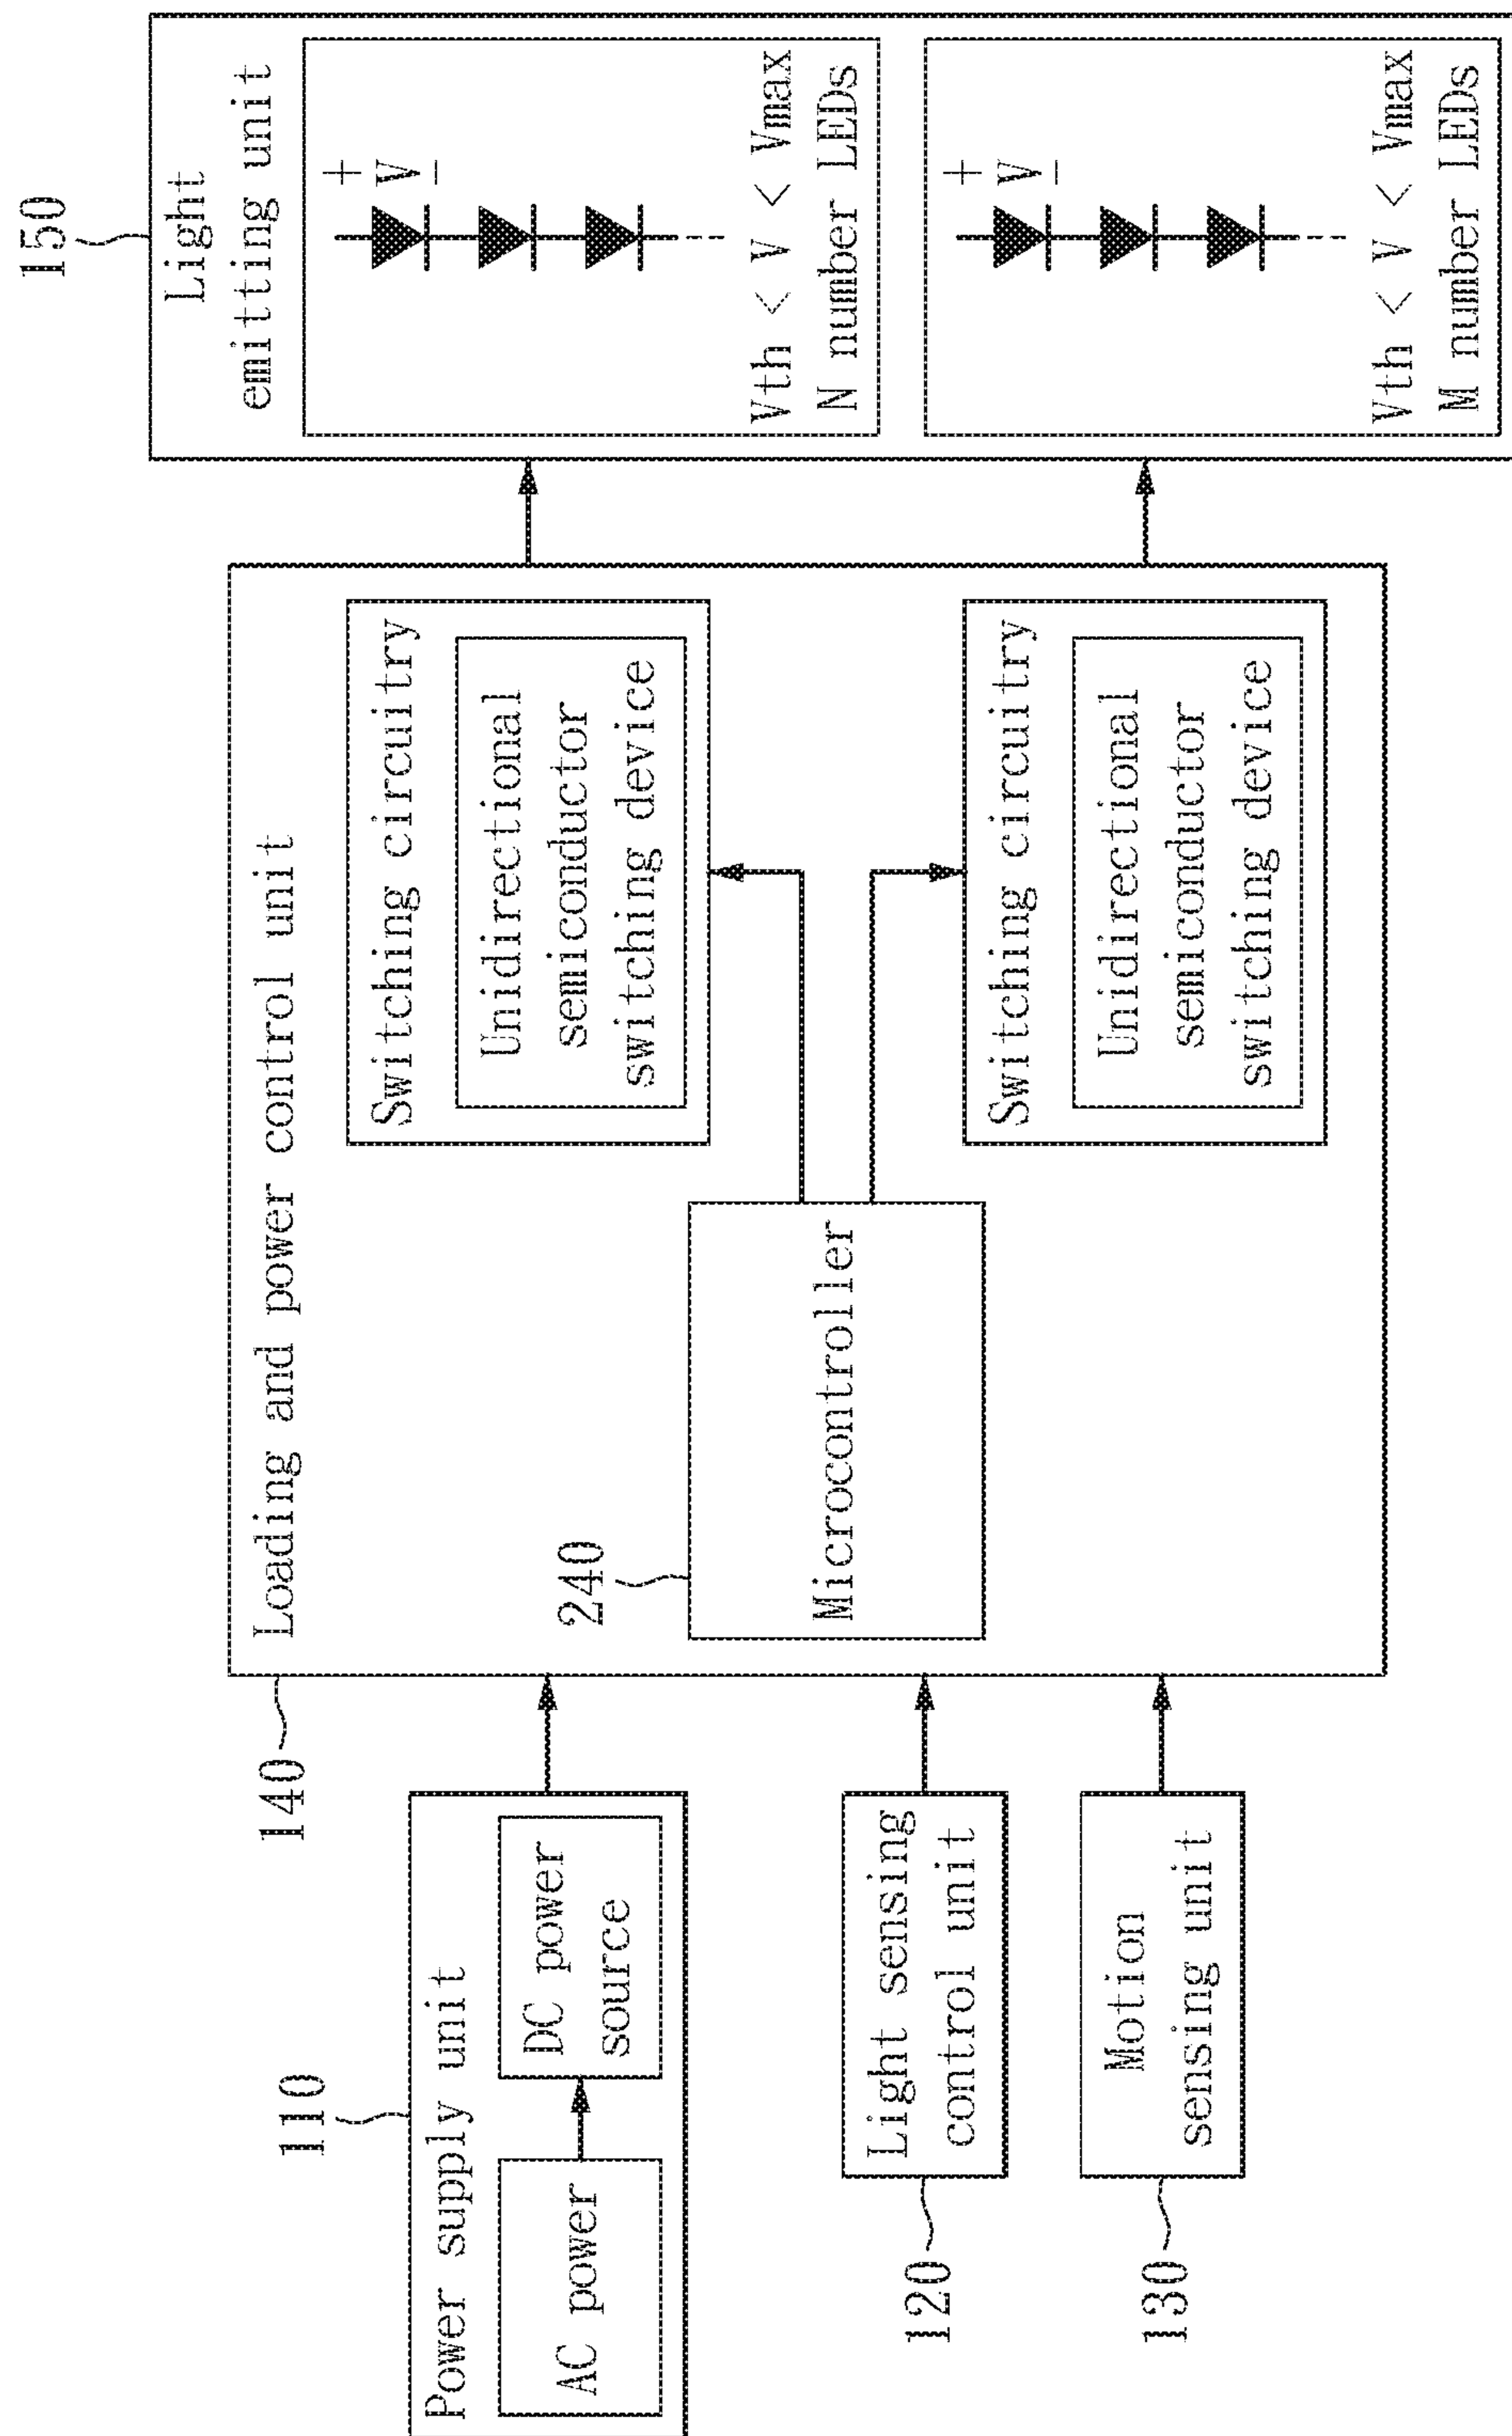 110
Power supply unit
AC power
DC power
source
120
Light sensing
control unit
130
Motion
sensing unit
140
Loading and power control unit
240
Microcontroller
Switching circuitry
Unidirectional
semiconductor
switching device
Switching circuitry
Unidirectional
semiconductor
switching device
150
Light
emitting unit
+
V
−
Vth < V < Vmax
N number LEDs
+
V
−
Vth < V < Vmax
M number LEDs